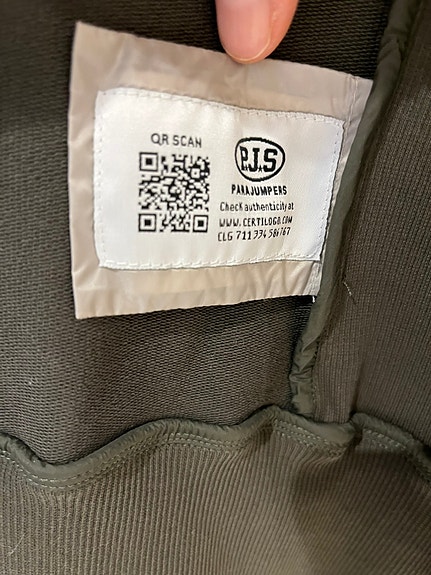 QR SCAN
P.J.S
PARAJUMPERS
Check authenticity at
WWW. CERTILOGO.COM
CLG 711 334 586 767